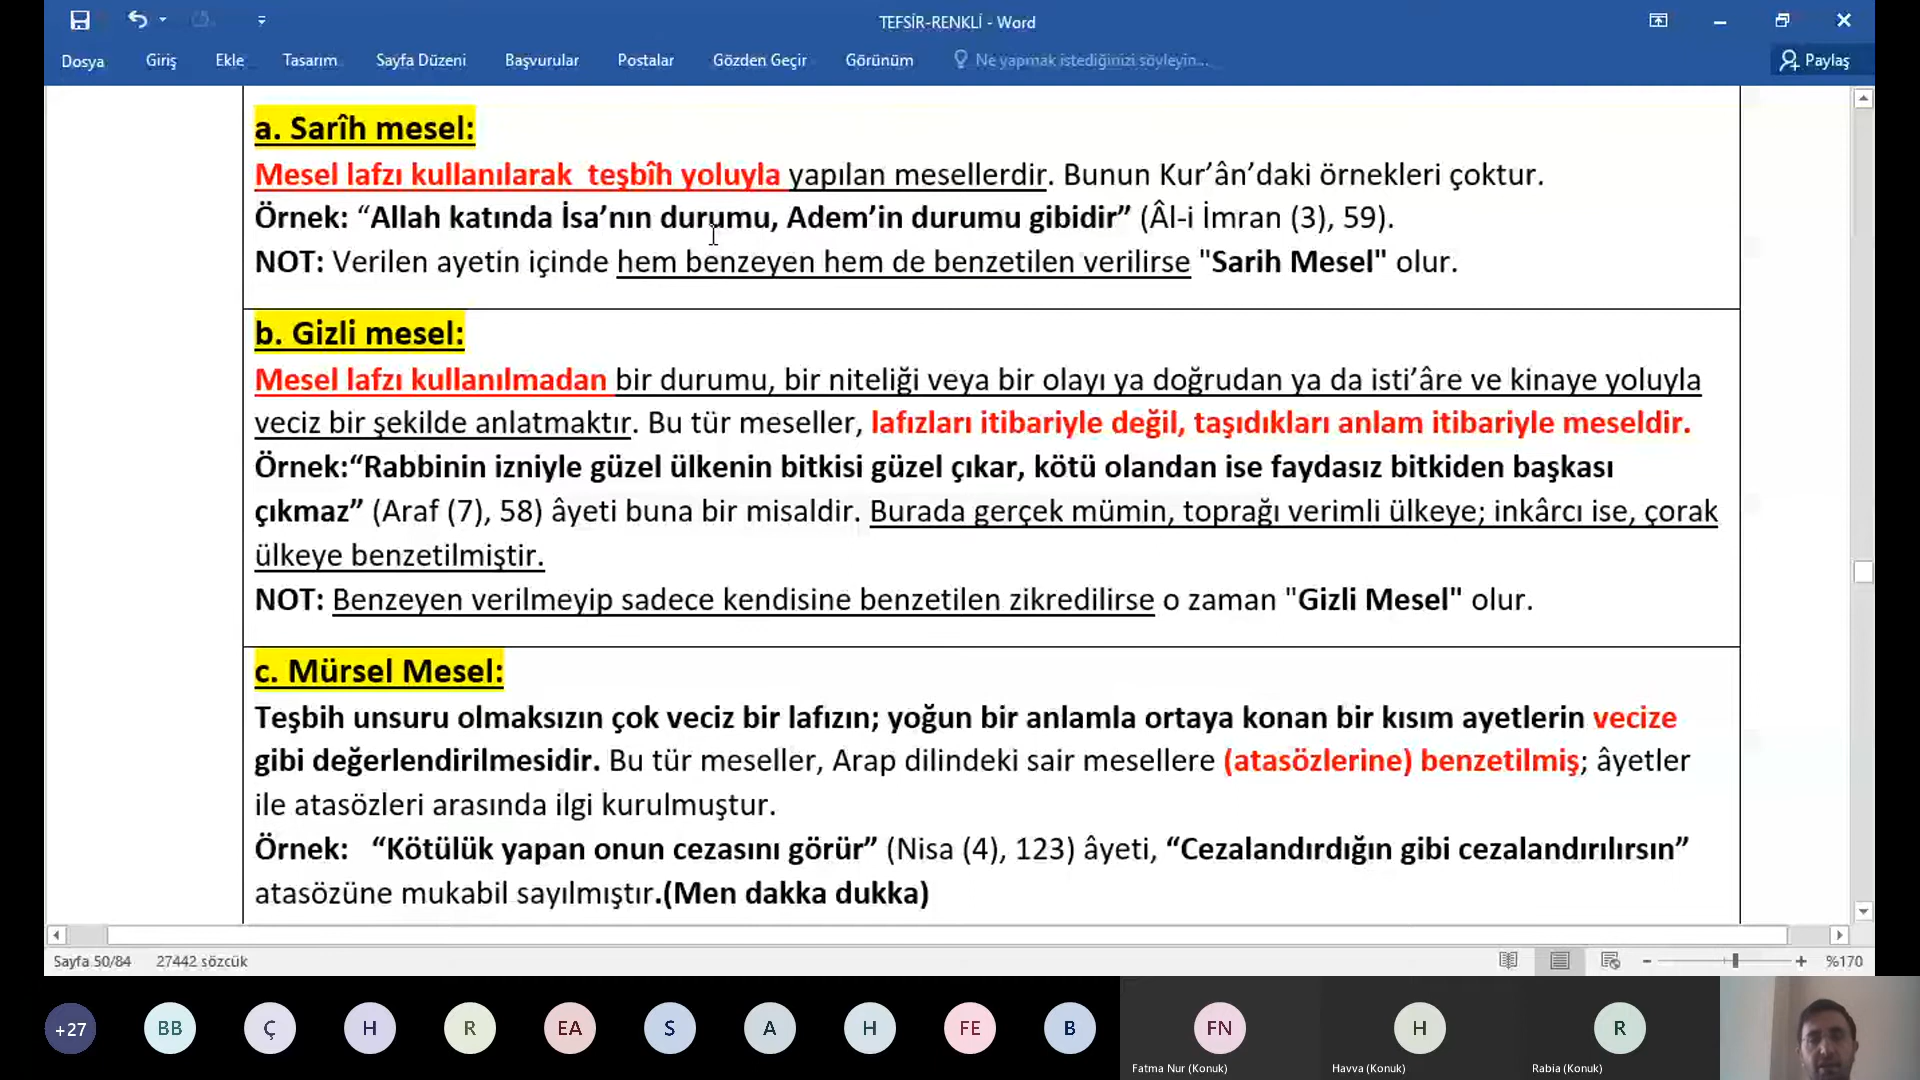 TEFSİR-RENKLİ - Word
Dosya Giriş Ekle Tasarım Sayfa Düzeni Başvurular Postalar Gözden Geçir Görünüm Ne yapmak istediğinizi söyleyin... Paylaş
a. Sarîh mesel:
Mesel lafzı kullanılarak teşbîh yoluyla yapılan mesellerdir. Bunun Kur’ân’daki örnekleri çoktur.
Örnek: “Allah katında İsa’nın durumu, Adem’in durumu gibidir” (Âl-i İmran (3), 59).
NOT: Verilen ayetin içinde hem benzeyen hem de benzetilen verilirse "Sarih Mesel" olur.
b. Gizli mesel:
Mesel lafzı kullanılmadan bir durumu, bir niteliği veya bir olayı ya doğrudan ya da isti’âre ve kinaye yoluyla
veciz bir şekilde anlatmaktır. Bu tür meseller, lafızları itibariyle değil, taşıdıkları anlam itibariyle meseldir.
Örnek:“Rabbinin izniyle güzel ülkenin bitkisi güzel çıkar, kötü olandan ise faydasız bitkiden başkası
çıkmaz” (Araf (7), 58) âyeti buna bir misaldir. Burada gerçek mümin, toprağı verimli ülkeye; inkârcı ise, çorak
ülkeye benzetilmiştir.
NOT: Benzeyen verilmeyip sadece kendisine benzetilen zikredilirse o zaman "Gizli Mesel" olur.
c. Mürsel Mesel:
Teşbih unsuru olmaksızın çok veciz bir lafızın; yoğun bir anlamla ortaya konan bir kısım ayetlerin vecize
gibi değerlendirilmesidir. Bu tür meseller, Arap dilindeki sair mesellere (atasözlerine) benzetilmiş; âyetler
ile atasözleri arasında ilgi kurulmuştur.
Örnek: “Kötülük yapan onun cezasını görür” (Nisa (4), 123) âyeti, “Cezalandırdığın gibi cezalandırılırsın”
atasözüne mukabil sayılmıştır.(Men dakka dukka)
Sayfa 50/84 27442 sözcük %170
+27 BB Ç H R EA S A H FE B FN H R
Fatma Nur (Konuk) Havva (Konuk) Rabia (Konuk)